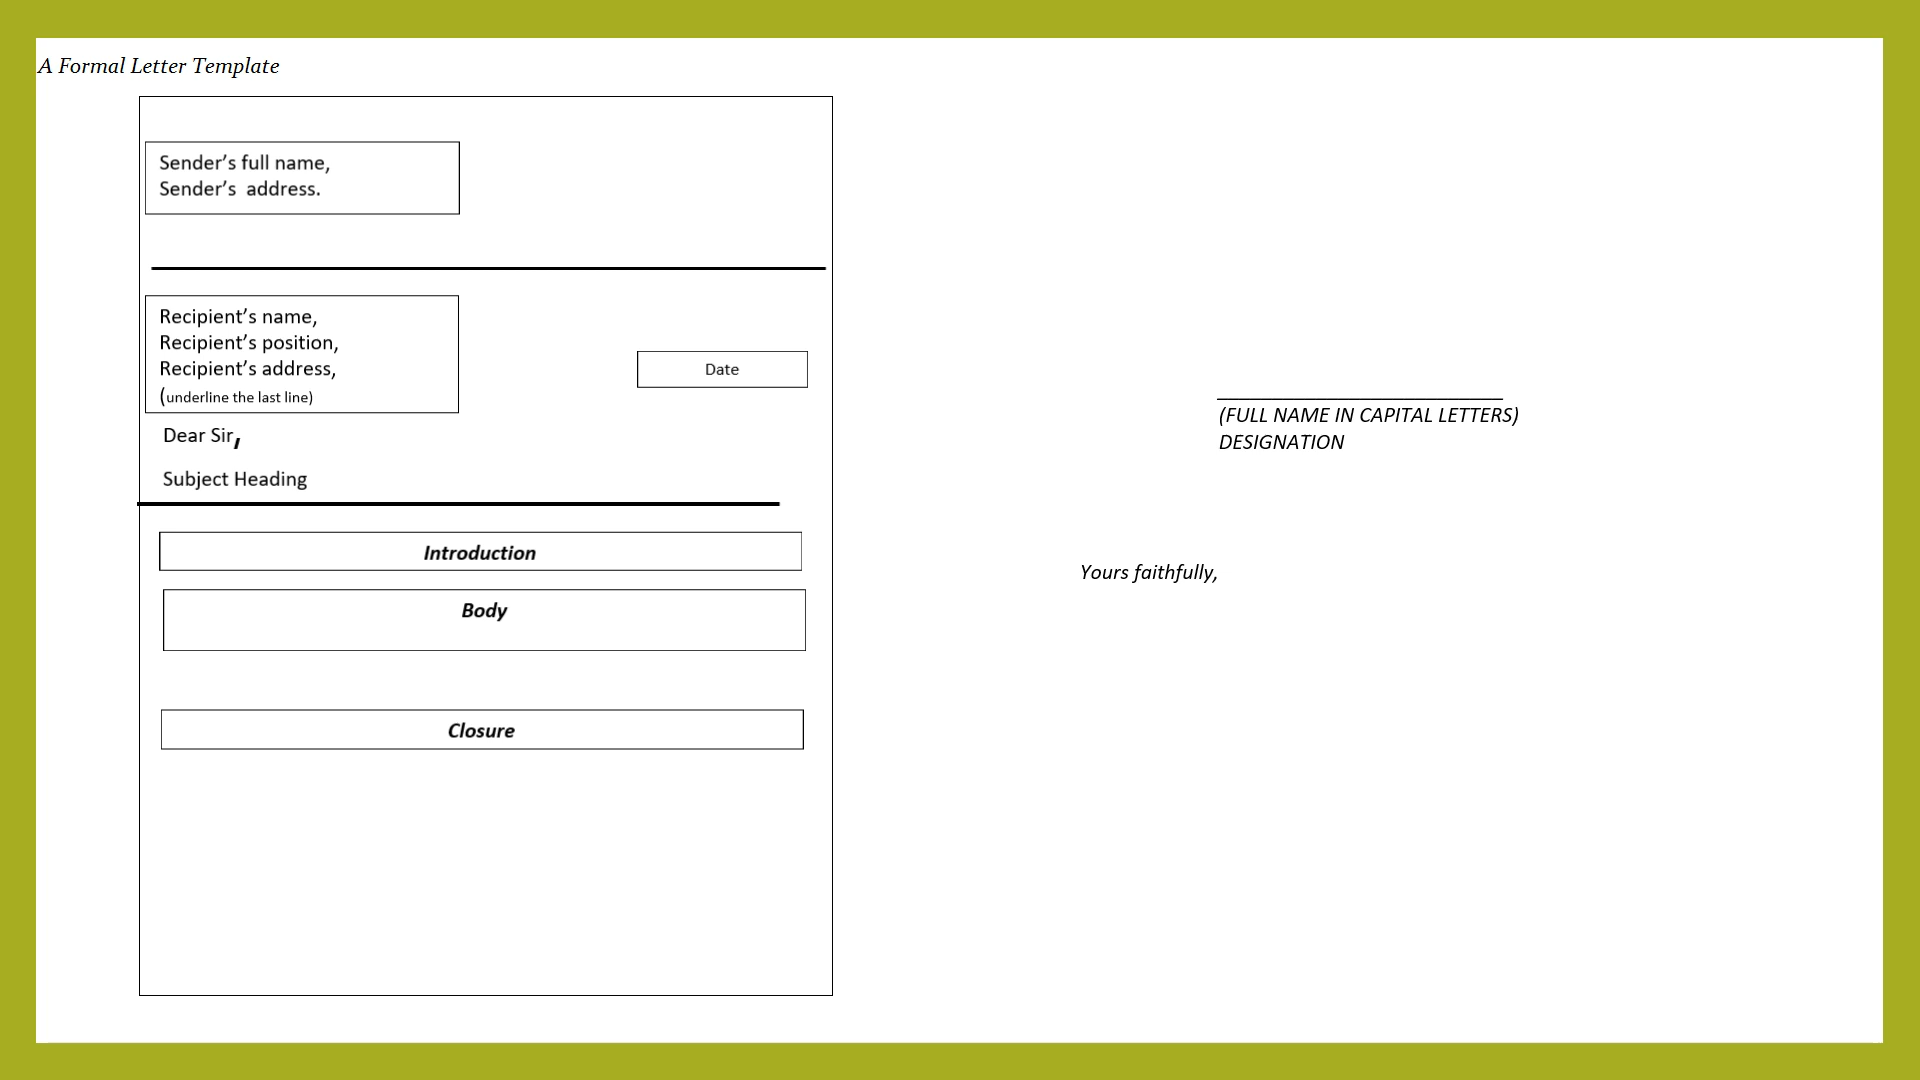 A Formal Letter Template
Sender’s full name,
Sender’s  address.
Recipient’s name,
Recipient’s position,
Recipient’s address,
(underline the last line)
Date
Dear Sir,
Subject Heading
Introduction
Body
Closure
__________________________
(FULL NAME IN CAPITAL LETTERS)
DESIGNATION
Yours faithfully,